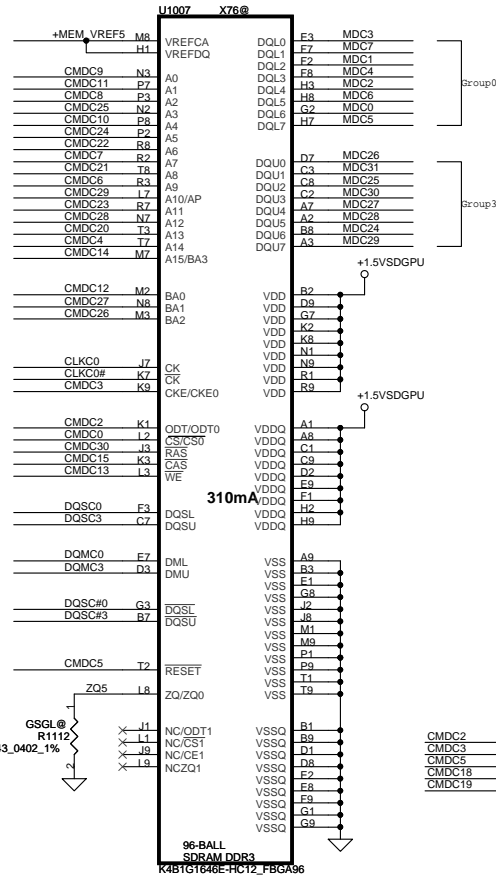 U1007 X76@
+MEM_VREF5 M8 VREFCA E3 DQL0 MDC3
H1 VREFDQ F7 DQL1 MDC7
F2 DQL2 MDC1
CMDC9 N3 A0 F8 DQL3 MDC4
CMDC11 P7 A1 H3 DQL4 MDC2
CMDC8 P3 A2 H8 DQL5 MDC6
CMDC25 N2 A3 G2 DQL6 MDC0
CMDC10 P8 A4 H7 DQL7 MDC5
Group0
CMDC24 P2 A5
CMDC22 R8 A6
CMDC7 R2 A7 DQU0 D7 MDC26
CMDC21 T8 A8 DQU1 C3 MDC31
CMDC6 R3 A9 DQU2 C8 MDC25
CMDC29 L7 A10/AP DQU3 C2 MDC30
CMDC23 R7 A11 DQU4 A7 MDC27
CMDC28 N7 A12 DQU5 A2 MDC28
CMDC20 T3 A13 DQU6 B8 MDC24
CMDC4 T7 A14 DQU7 A3 MDC29
CMDC14 M7 A15/BA3
Group3
+1.5VSDGPU
CMDC12 M2 BA0 VDD B2
CMDC27 N8 BA1 VDD D9
CMDC26 M3 BA2 VDD G7
VDD K2
VDD K8
VDD N1
CLKC0 J7 CK VDD N9
CLKC0# K7 CK VDD R1
CMDC3 K9 CKE/CKE0 VDD R9
+1.5VSDGPU
CMDC2 K1 ODT/ODT0 VDDQ A1
CMDC0 L2 CS/CS0 VDDQ A8
CMDC30 J3 RAS VDDQ C1
CMDC15 K3 CAS VDDQ C9
CMDC13 L3 WE VDDQ D2
VDDQ E9
310mA VDDQ F1
DQSC0 F3 DQSL VDDQ H2
DQSC3 C7 DQSU VDDQ H9
DQMC0 E7 DML VSS A9
DQMC3 D3 DMU VSS B3
VSS E1
VSS G8
DQSC#0 G3 DQSL VSS J2
DQSC#3 B7 DQSU VSS J8
VSS M1
VSS M9
VSS P1
CMDC5 T2 RESET VSS P9
VSS T1
ZQ5 L8 ZQ/ZQ0 VSS T9
1
GSGL@
R1112
43_0402_1%
2
J1 NC/ODT1 VSSQ B1
L1 NC/CS1 VSSQ B9
J9 NC/CE1 VSSQ D1
L9 NCZQ1 VSSQ D8
VSSQ E2
VSSQ E8
VSSQ F9
VSSQ G1
VSSQ G9
CMDC2
CMDC3
CMDC5
CMDC18
CMDC19
96-BALL
SDRAM DDR3
K4B1G1646E-HC12_FBGA96